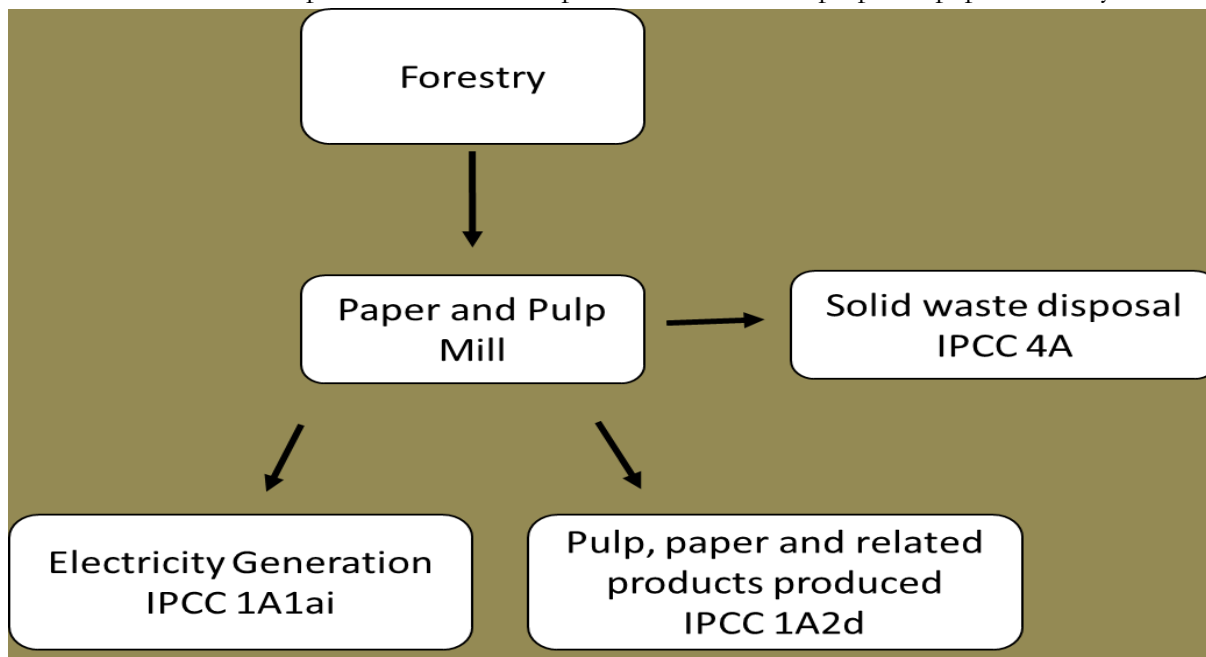 Forestry
Paper and Pulp
Mill
Solid waste disposal
IPCC 4A
Electricity Generation
IPCC 1A1ai
Pulp, paper and related
products produced
IPCC 1A2d